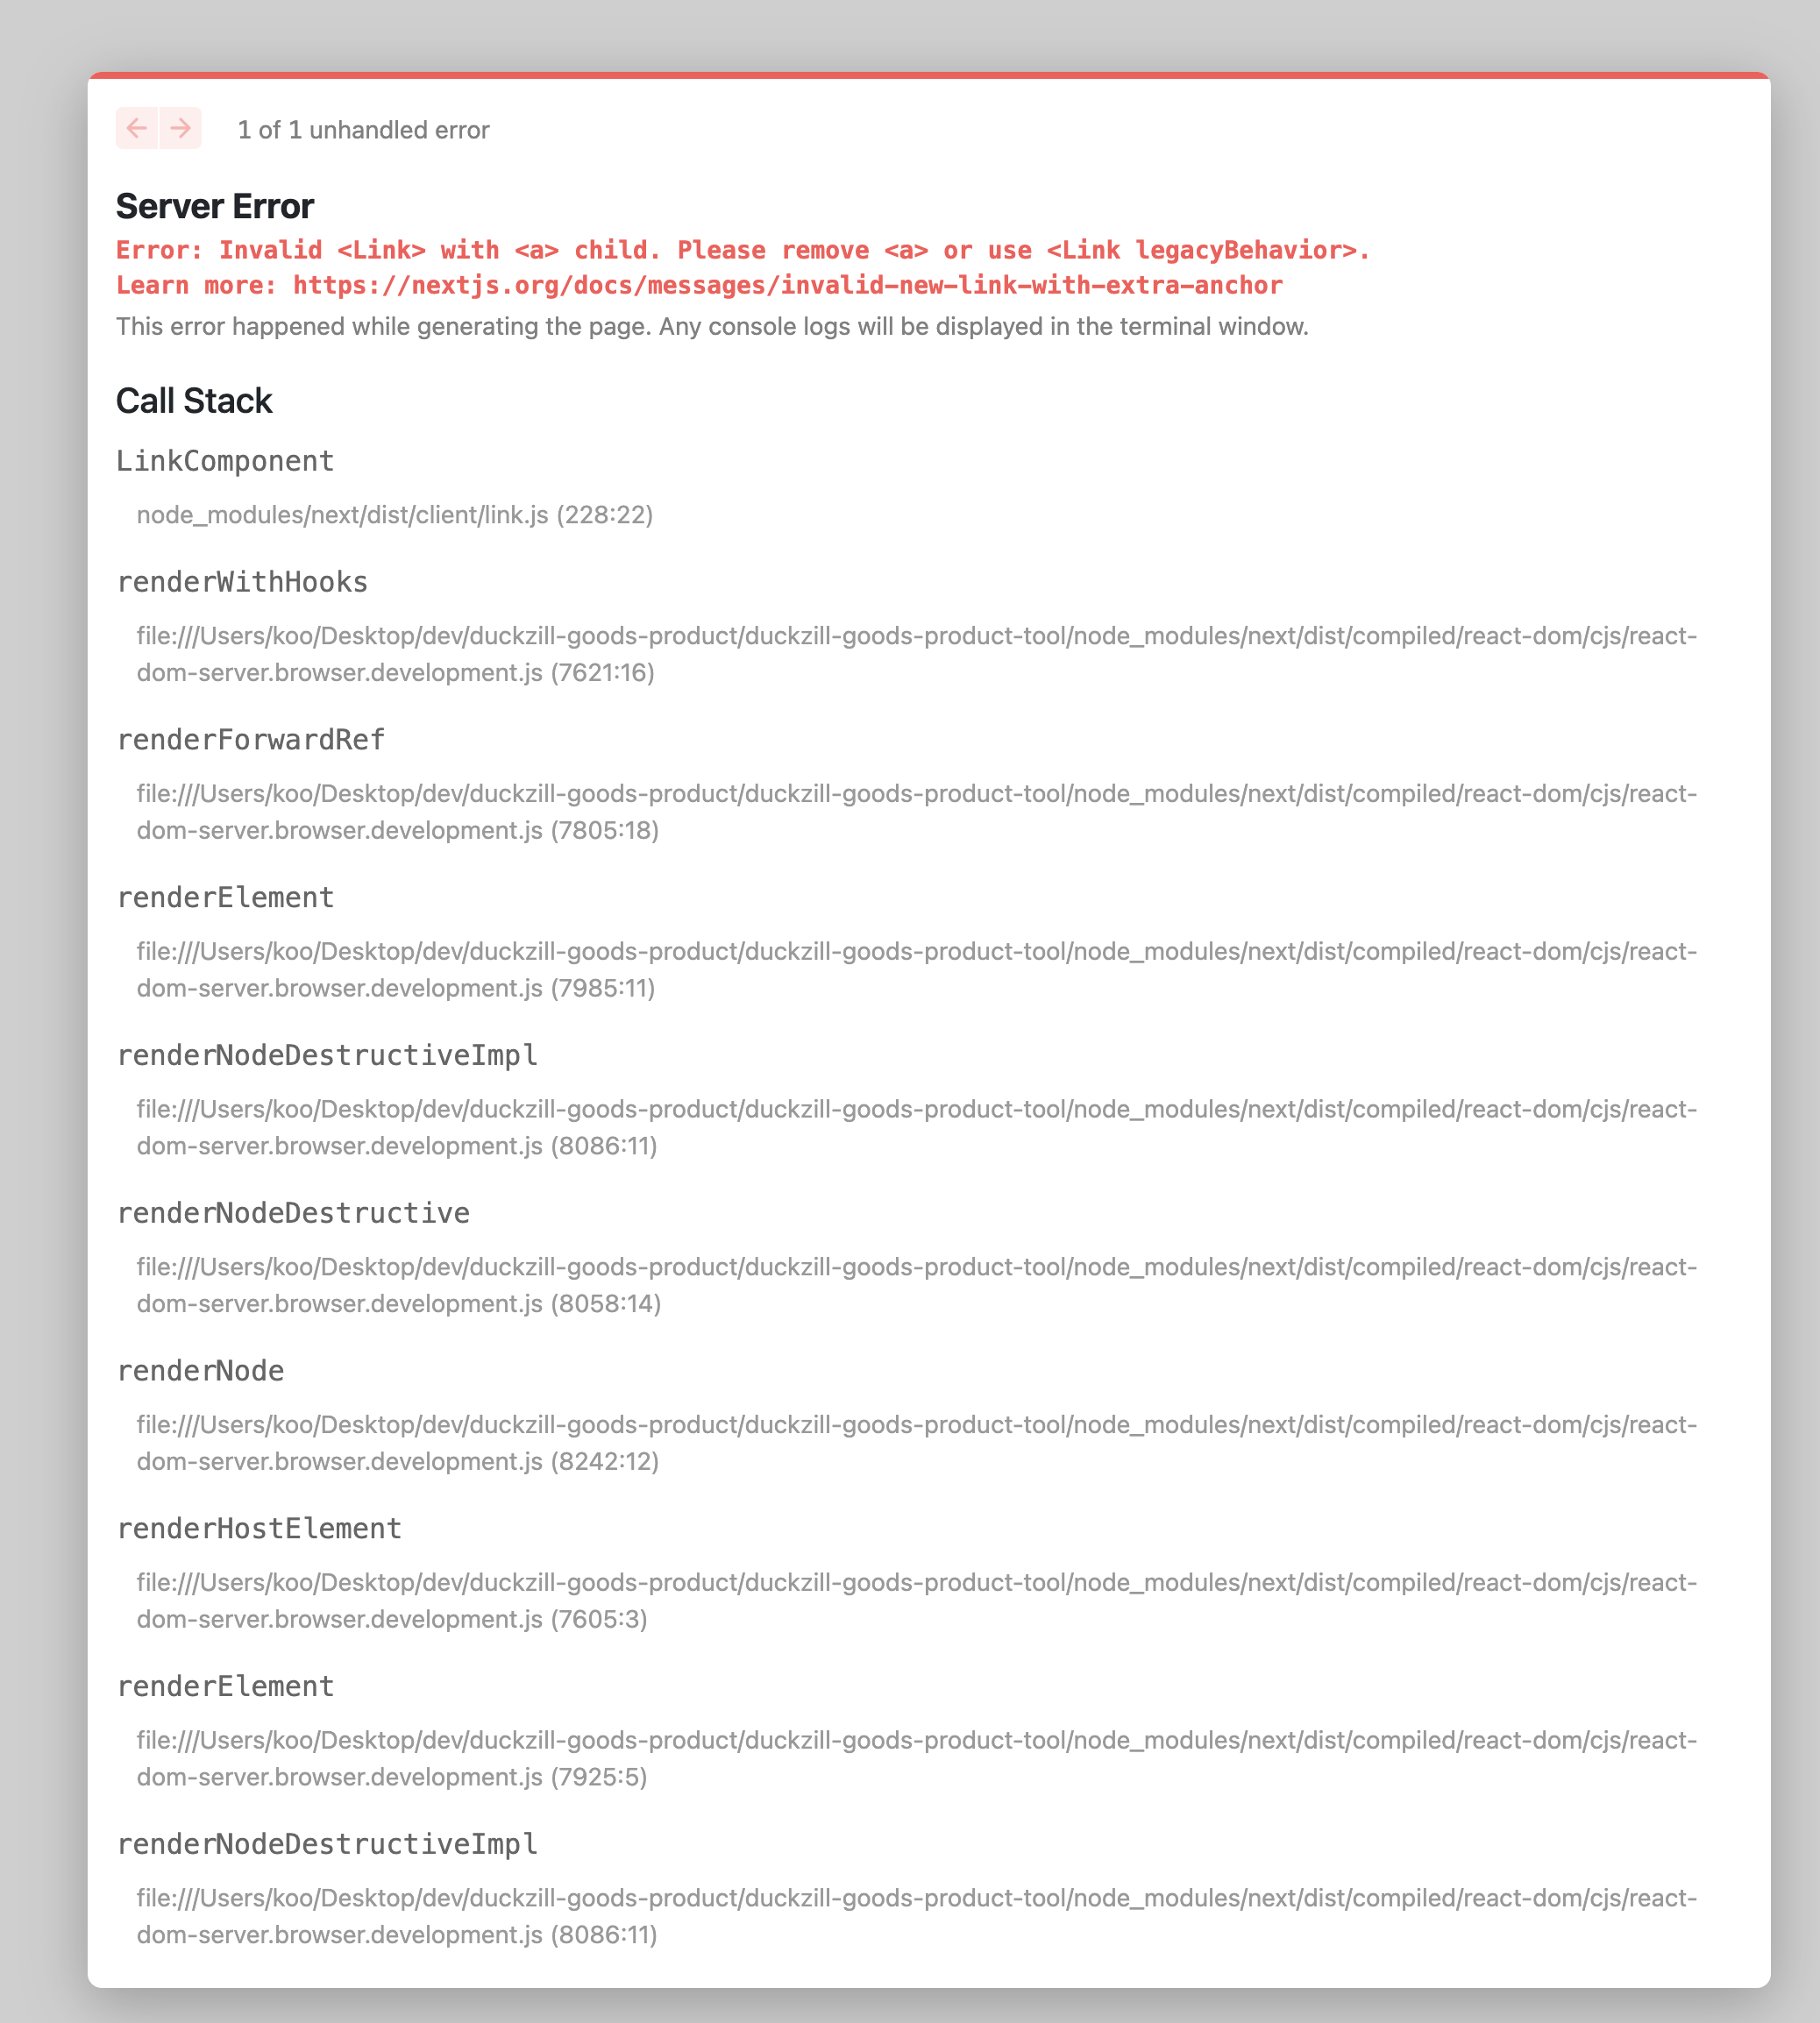 1 of 1 unhandled error
Server Error
Error: Invalid <Link> with <a> child. Please remove <a> or use <Link legacyBehavior>.
Learn more: https://nextjs.org/docs/messages/invalid-new-link-with-extra-anchor
This error happened while generating the page. Any console logs will be displayed in the terminal window.
Call Stack
LinkComponent
node_modules/next/dist/client/link.js (228:22)
renderWithHooks
file:///Users/koo/Desktop/dev/duckzill-goods-product/duckzill-goods-product-tool/node_modules/next/dist/compiled/react-dom/cjs/react-
dom-server.browser.development.js (7621:16)
renderForwardRef
file:///Users/koo/Desktop/dev/duckzill-goods-product/duckzill-goods-product-tool/node_modules/next/dist/compiled/react-dom/cjs/react-
dom-server.browser.development.js (7805:18)
renderElement
file:///Users/koo/Desktop/dev/duckzill-goods-product/duckzill-goods-product-tool/node_modules/next/dist/compiled/react-dom/cjs/react-
dom-server.browser.development.js (7985:11)
renderNodeDestructiveImpl
file:///Users/koo/Desktop/dev/duckzill-goods-product/duckzill-goods-product-tool/node_modules/next/dist/compiled/react-dom/cjs/react-
dom-server.browser.development.js (8086:11)
renderNodeDestructive
file:///Users/koo/Desktop/dev/duckzill-goods-product/duckzill-goods-product-tool/node_modules/next/dist/compiled/react-dom/cjs/react-
dom-server.browser.development.js (8058:14)
renderNode
file:///Users/koo/Desktop/dev/duckzill-goods-product/duckzill-goods-product-tool/node_modules/next/dist/compiled/react-dom/cjs/react-
dom-server.browser.development.js (8242:12)
renderHostElement
file:///Users/koo/Desktop/dev/duckzill-goods-product/duckzill-goods-product-tool/node_modules/next/dist/compiled/react-dom/cjs/react-
dom-server.browser.development.js (7605:3)
renderElement
file:///Users/koo/Desktop/dev/duckzill-goods-product/duckzill-goods-product-tool/node_modules/next/dist/compiled/react-dom/cjs/react-
dom-server.browser.development.js (7925:5)
renderNodeDestructiveImpl
file:///Users/koo/Desktop/dev/duckzill-goods-product/duckzill-goods-product-tool/node_modules/next/dist/compiled/react-dom/cjs/react-
dom-server.browser.development.js (8086:11)